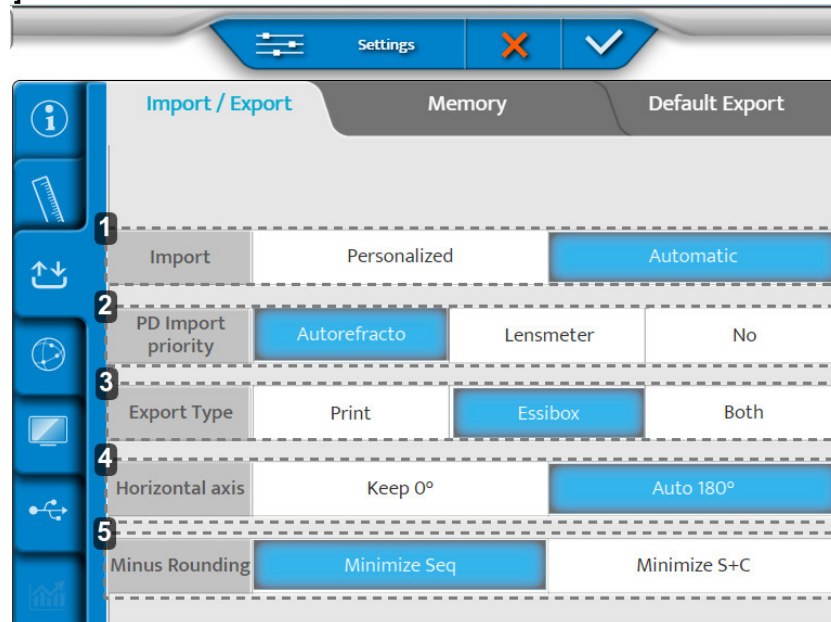 Settings
Import / Export Memory Default Export
1
Import Personalized Automatic
2
PD Import
priority Autorefracto Lensmeter No
3
Export Type Print Essibox Both
4
Horizontal axis Keep 0° Auto 180°
5
Minus Rounding Minimize Seq Minimize S+C